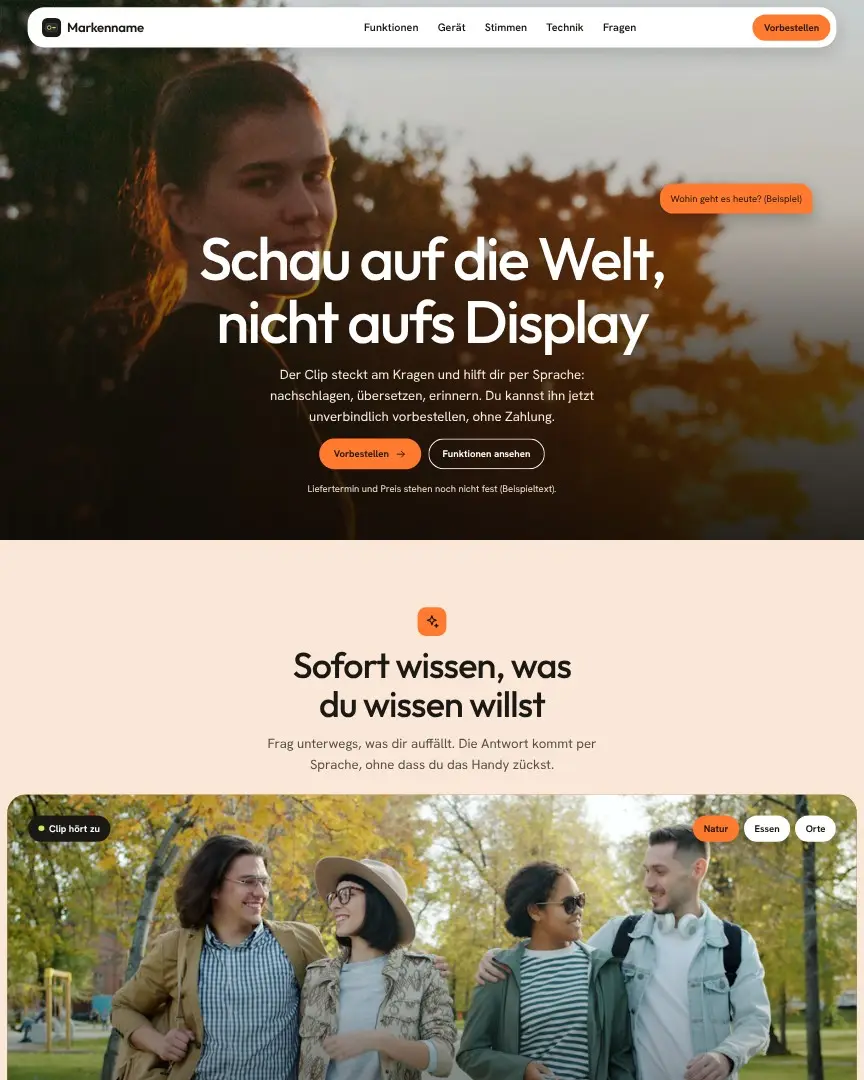 Markenname
Funktionen
Gerät
Stimmen
Technik
Fragen
Vorbestellen
Wohin geht es heute? (Beispiel)
Schau auf die Welt,
nicht aufs Display
Der Clip steckt am Kragen und hilft dir per Sprache:
nachschlagen, übersetzen, erinnern. Du kannst ihn jetzt
unverbindlich vorbestellen, ohne Zahlung.
Vorbestellen
Funktionen ansehen
Liefertermin und Preis stehen noch nicht fest (Beispieltext).
Sofort wissen, was
du wissen willst
Frag unterwegs, was dir auffällt. Die Antwort kommt per
Sprache, ohne dass du das Handy zückst.
Clip hört zu
Natur
Essen
Orte